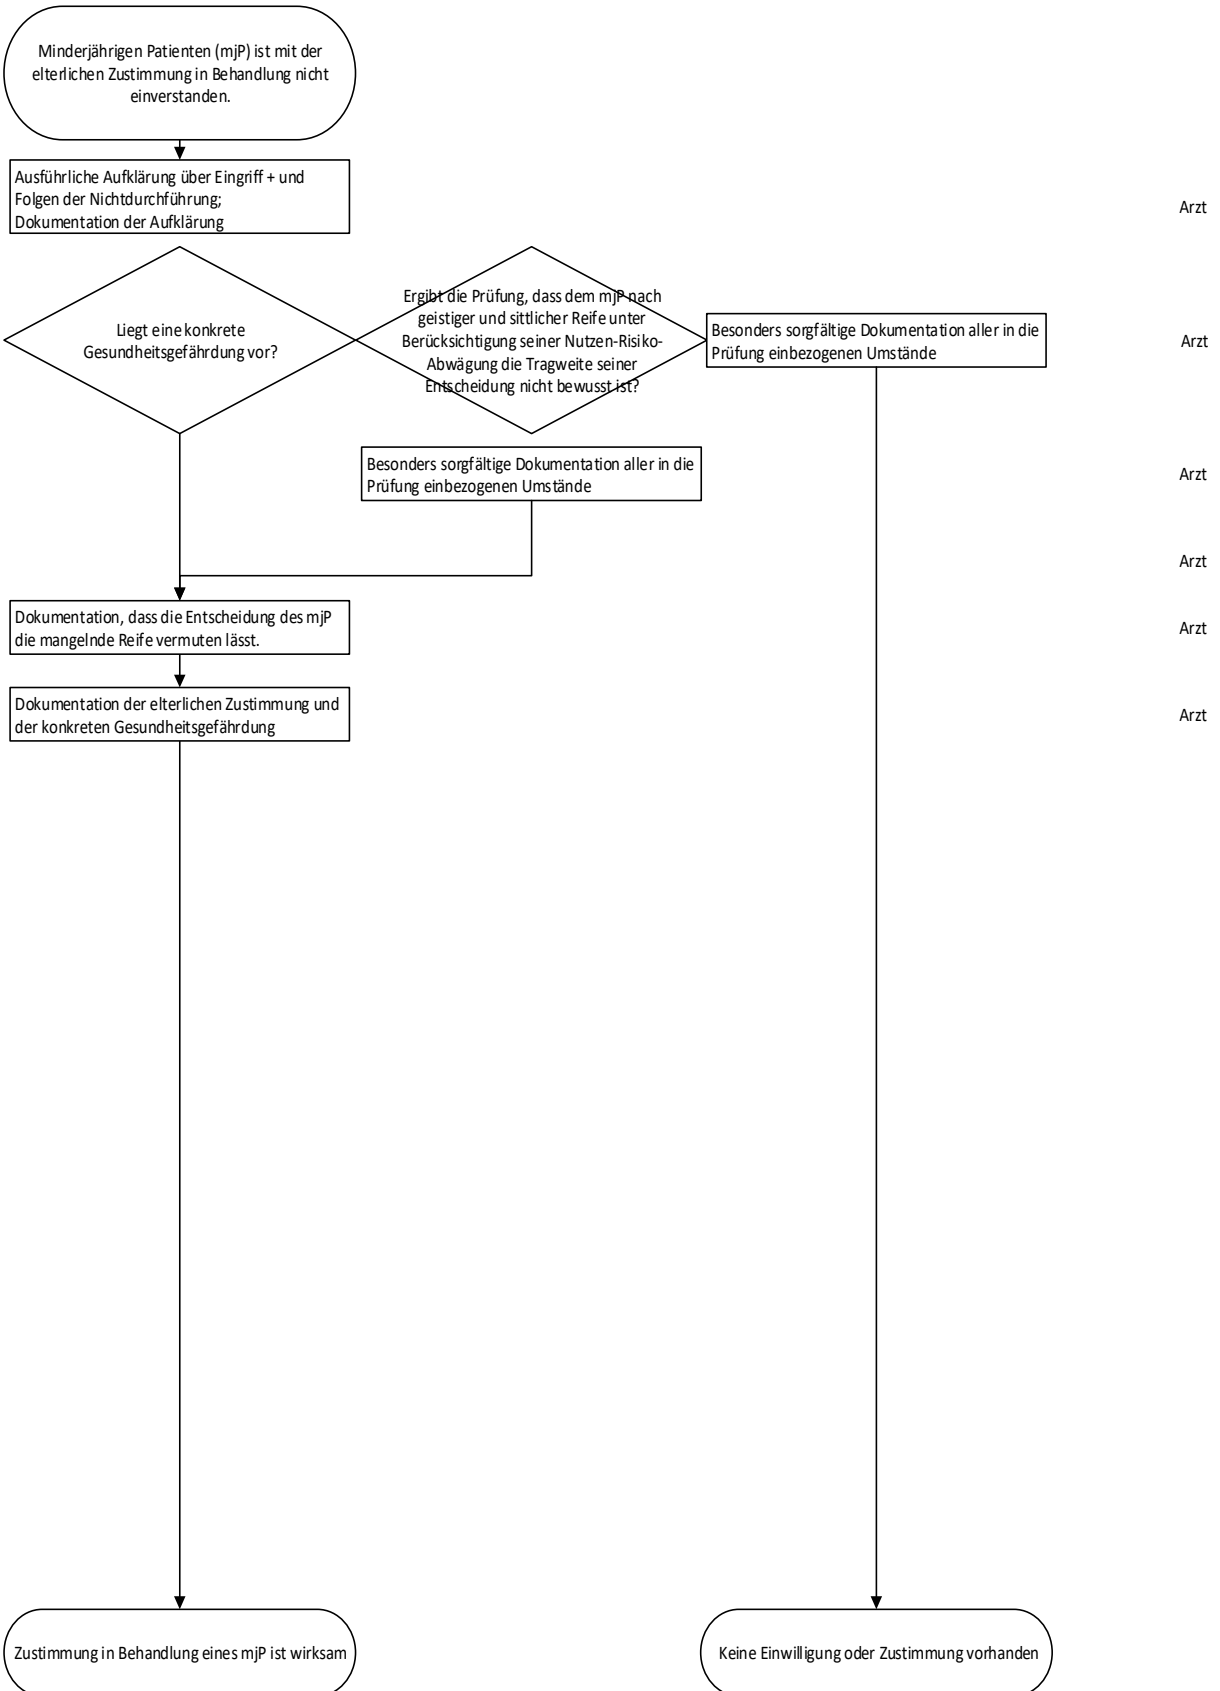 Minderjährigen Patienten (mjP) ist mit der
elterlichen Zustimmung in Behandlung nicht
einverstanden.
Ausführliche Aufklärung über Eingriff + und
Folgen der Nichtdurchführung;
Dokumentation der Aufklärung
Arzt
Liegt eine konkrete
Gesundheitsgefährdung vor?
Ergibt die Prüfung, dass dem mjP nach
geistiger und sittlicher Reife unter
Berücksichtigung seiner Nutzen-Risiko-
Abwägung die Tragweite seiner
Entscheidung nicht bewusst ist?
Besonders sorgfältige Dokumentation aller in die
Prüfung einbezogenen Umstände
Arzt
Besonders sorgfältige Dokumentation aller in die
Prüfung einbezogenen Umstände
Arzt
Arzt
Dokumentation, dass die Entscheidung des mjP
die mangelnde Reife vermuten lässt.
Arzt
Dokumentation der elterlichen Zustimmung und
der konkreten Gesundheitsgefährdung
Arzt
Zustimmung in Behandlung eines mjP ist wirksam
Keine Einwilligung oder Zustimmung vorhanden